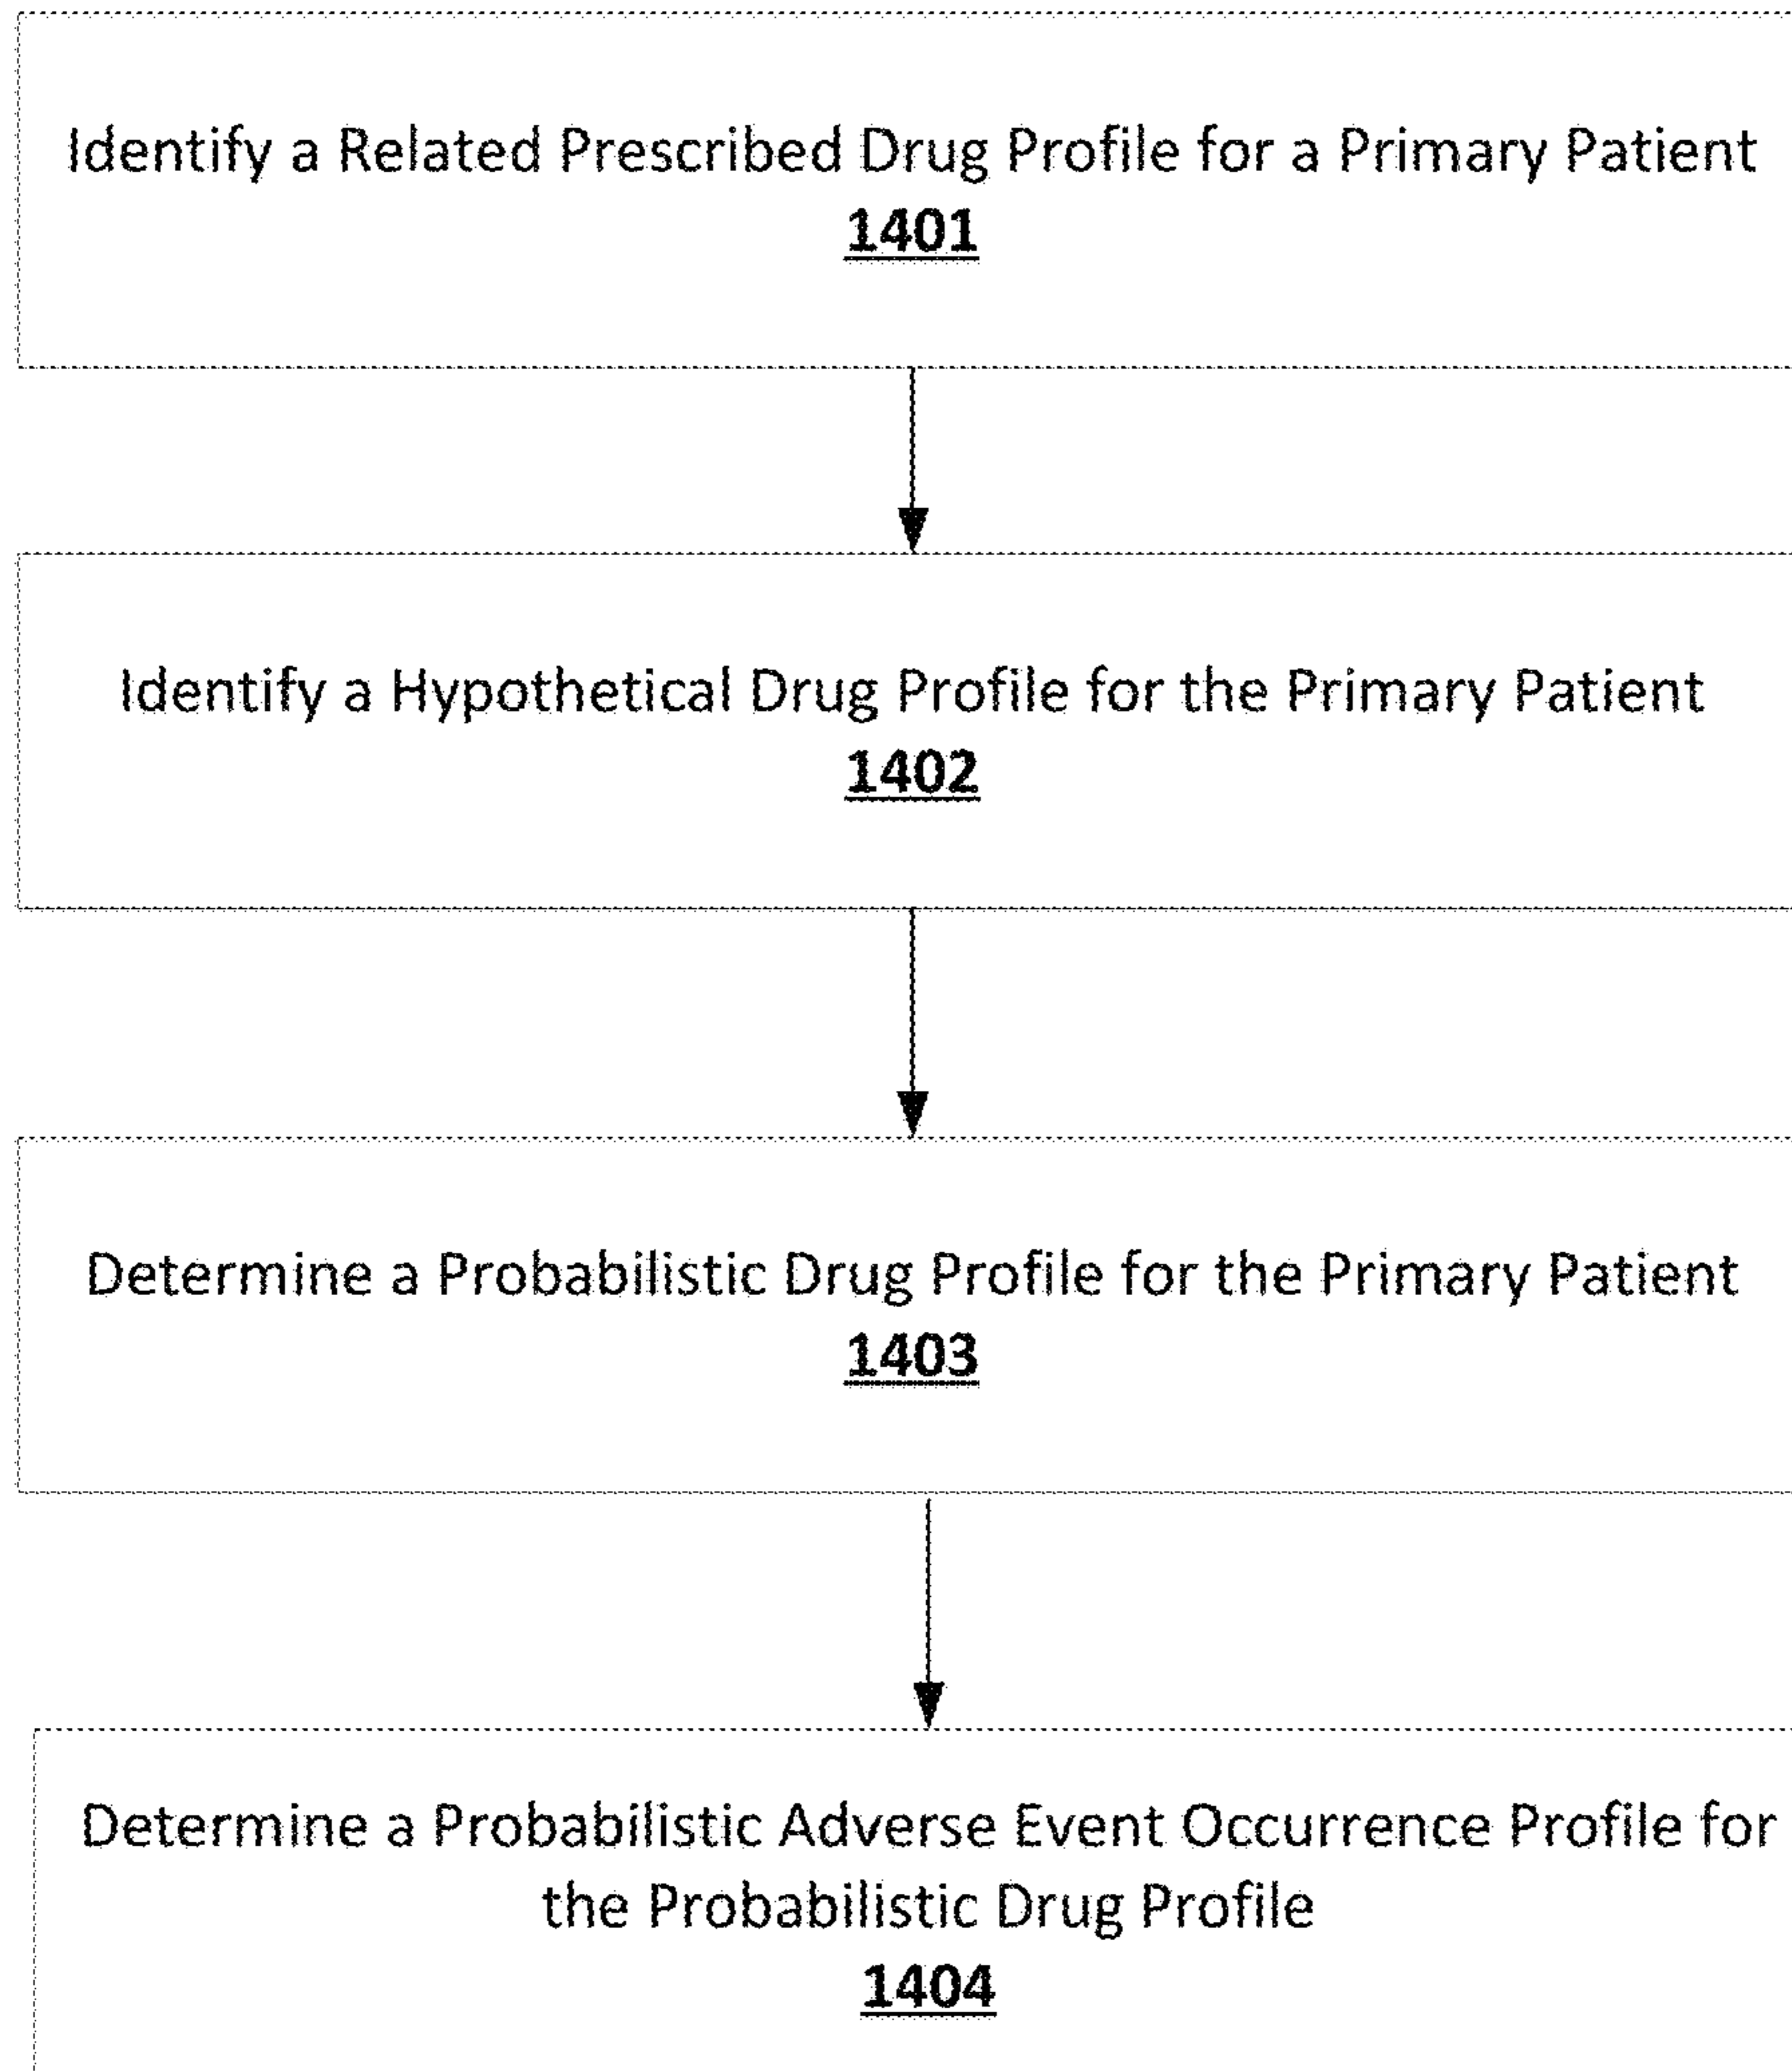 Identify a Related Prescribed Drug Profile for a Primary Patient
1401
Identify a Hypothetical Drug Profile for the Primary Patient
1402
Determine a Probabilistic Drug Profile for the Primary Patient
1403
Determine a Probabilistic Adverse Event Occurrence Profile for
the Probabilistic Drug Profile
1404